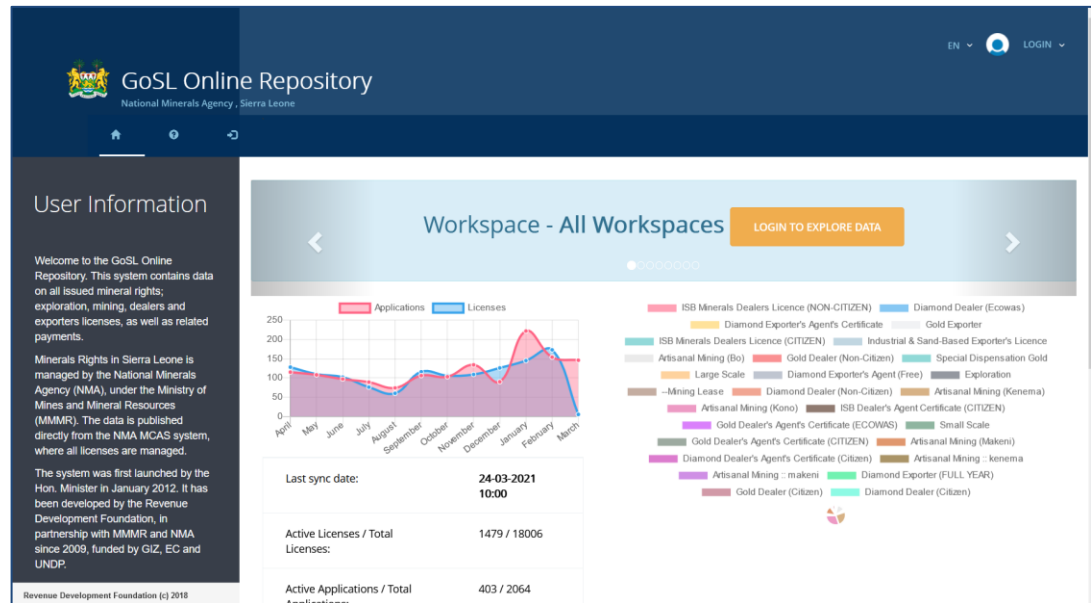 EN
LOGIN
GoSL Online Repository
National Minerals Agency , Sierra Leone
User Information
Welcome to the GoSL Online
Repository. This system contains data
on all issued mineral rights;
exploration, mining, dealers and
exporters licenses, as well as related
payments.
Minerals Rights in Sierra Leone is
managed by the National Minerals
Agency (NMA), under the Ministry of
Mines and Mineral Resources
(MMMR). The data is published
directly from the NMA MCAS system,
where all licenses are managed.
The system was first launched by the
Hon. Minister in January 2012. It has
been developed by the Revenue
Development Foundation, in
partnership with MMMR and NMA
since 2009, funded by GIZ, EC and
UNDP.
Revenue Development Foundation (c) 2018
Workspace - All Workspaces LOGIN TO EXPLORE DATA
Applications Licenses
250
200
150
100
50
0
April May June July August September October November December January February March
Last sync date: 24-03-2021
10:00
Active Licenses / Total 1479 / 18006
Licenses:
Active Applications / Total 403 / 2064
Applications:
ISB Minerals Dealers Licence (NON-CITIZEN) Diamond Dealer (Ecowas)
Diamond Exporter's Agent's Certificate Gold Exporter
ISB Minerals Dealers Licence (CITIZEN) Industrial & Sand-Based Exporter's Licence
Artisanal Mining (Bo) Gold Dealer (Non-Citizen) Special Dispensation Gold
Large Scale Diamond Exporter's Agent (Free) Exploration
--Mining Lease Diamond Dealer (Non-Citizen) Artisanal Mining (Kenema)
Artisanal Mining (Kono) ISB Dealer's Agent Certificate (CITIZEN)
Gold Dealer's Agent's Certificate (ECOWAS) Small Scale
Gold Dealer's Agent's Certificate (CITIZEN) Artisanal Mining (Makeni)
Diamond Dealer's Agent's Certificate (Citizen) Artisanal Mining :: kenema
Artisanal Mining :: makeni Diamond Exporter (FULL YEAR)
Gold Dealer (Citizen) Diamond Dealer (Citizen)